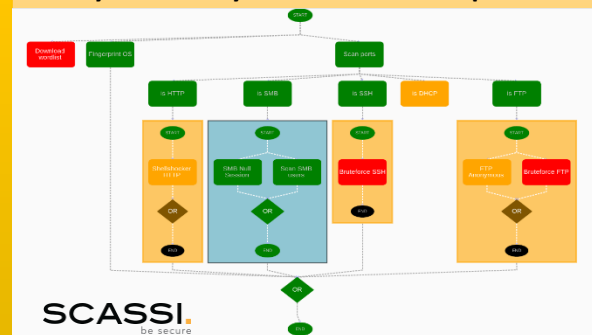 START
Download
wordlist
Fingerprint OS
Scan ports
is HTTP
is SMB
is SSH
is DHCP
is FTP
START
START
START
START
HTTP
SMB Null
Session
Scan SMB
users
Bruteforce SSH
FTP
Anonymous
Bruteforce FTP
OR
OR
OR
END
END
END
END
OR
END
SCASSI.
be secure